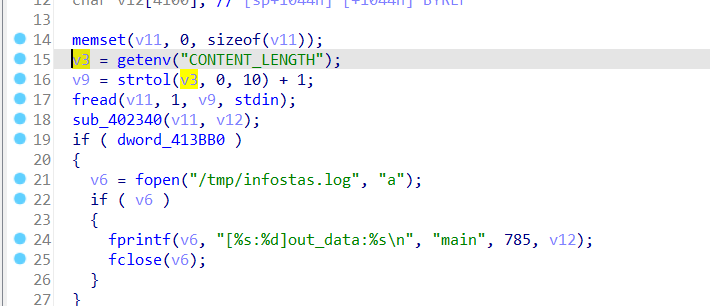 12 char v12[4100]; // [sp+1044h] [+1044h] BYREF
13
14 memset(v11, 0, sizeof(v11));
15 v3 = getenv("CONTENT_LENGTH");
16 v9 = strtol(v3, 0, 10) + 1;
17 fread(v11, 1, v9, stdin);
18 sub_402340(v11, v12);
19 if ( dword_413BB0 )
20 {
21 v6 = fopen("/tmp/infostas.log", "a");
22 if ( v6 )
23 {
24 fprintf(v6, "[%s:%d]out_data:%s\n", "main", 785, v12);
25 fclose(v6);
26 }
27 }